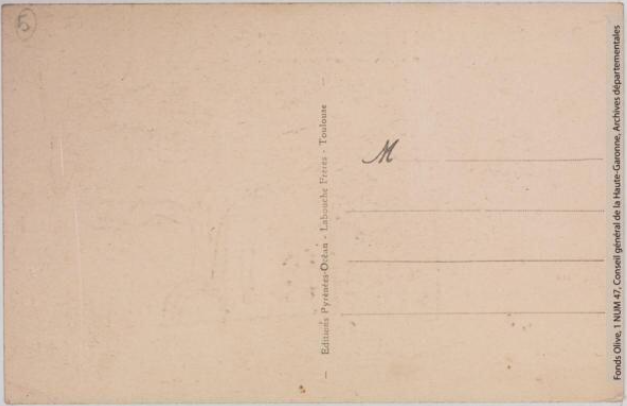 5
— Editions Pyrénées-Océan - Labouche Frères - Toulouse —
M
Fonds Olive, 1 NUM 47, Conseil général de la Haute-Garonne, Archives départementales